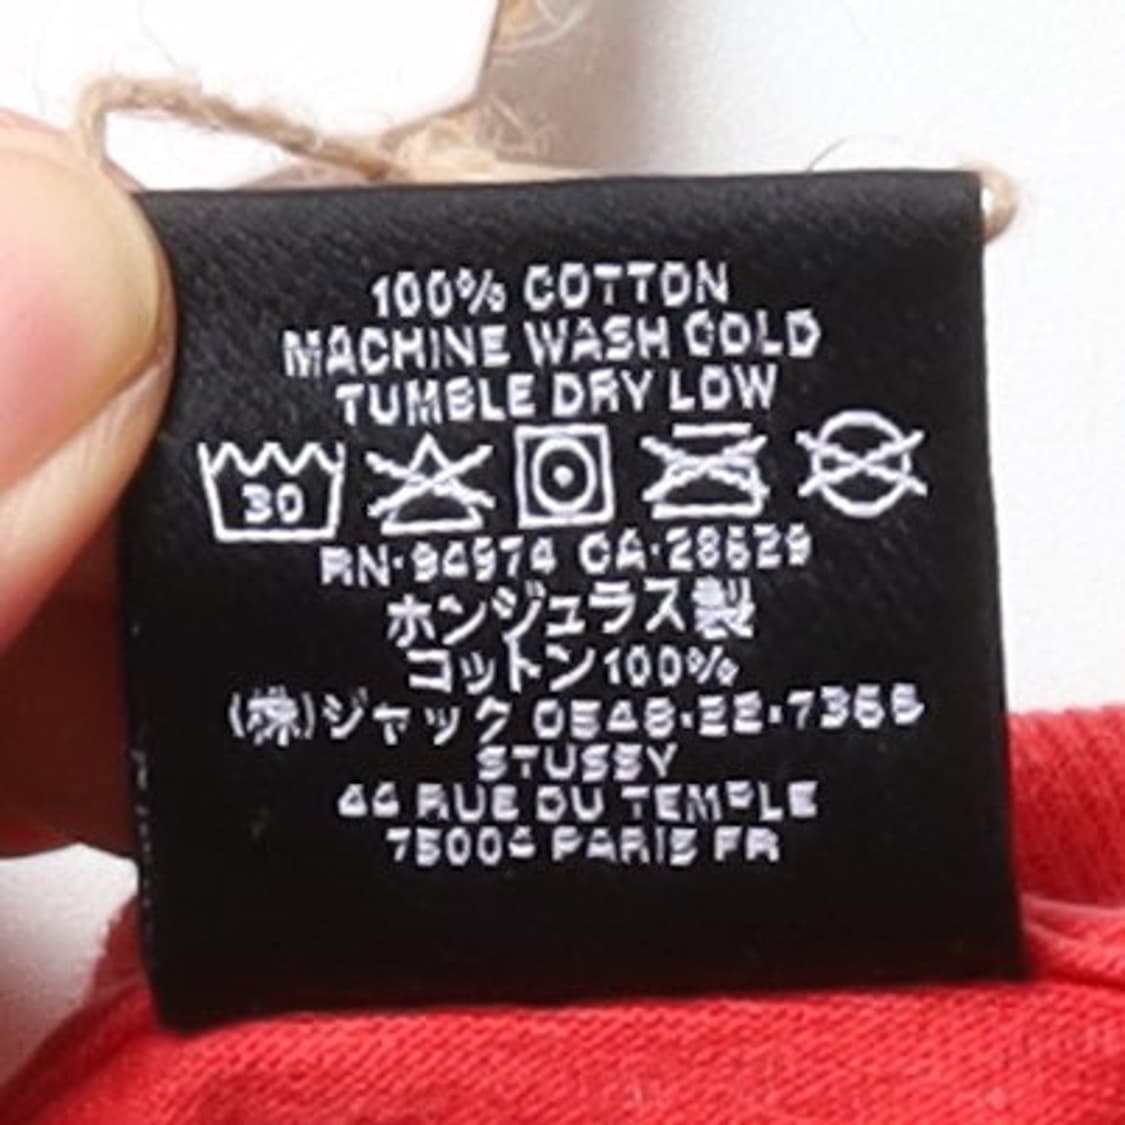 100% COTTON
MACHINE WASH COLD
TUMBLE DRY LOW
30
RN·94974 CA·28629
ホンジュラス製
コットン100%
(株)ジャック 0548·22·7366
STUSSY
44 RUE DU TEMPLE
75004 PARIS FR